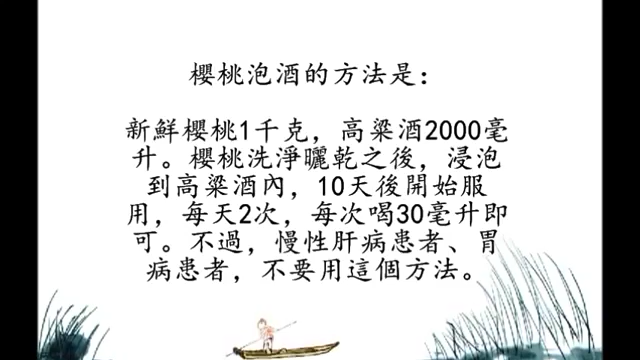 櫻桃泡酒的方法是：
新鮮櫻桃1千克，高粱酒2000毫
升。櫻桃洗淨曬乾之後，浸泡
到高粱酒內，10天後開始服
用，每天2次，每次喝30毫升即
可。不過，慢性肝病患者、胃
病患者，不要用這個方法。